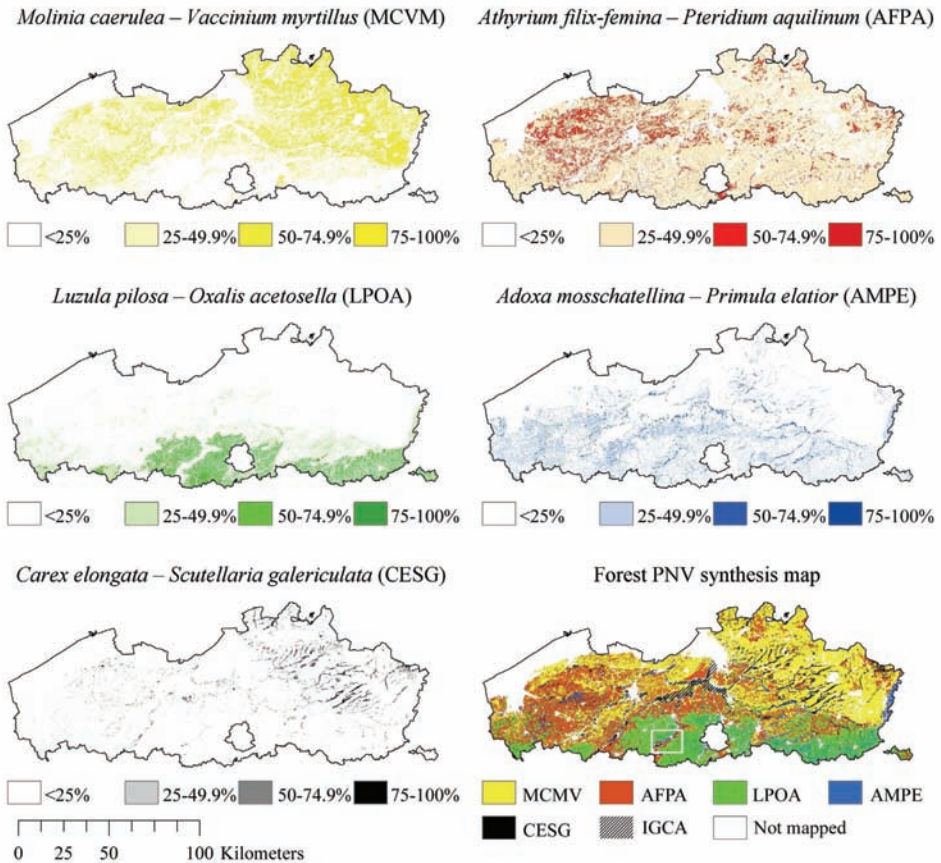 Molinia caerulea – Vaccinium myrtillus (MCVM)
Athyrium filix-femina – Pteridium aquilinum (AFPA)
<25% 25-49.9% 50-74.9% 75-100%
<25% 25-49.9% 50-74.9% 75-100%
Luzula pilosa – Oxalis acetosella (LPOA)
Adoxa mosschatellina – Primula elatior (AMPE)
<25% 25-49.9% 50-74.9% 75-100%
<25% 25-49.9% 50-74.9% 75-100%
Carex elongata – Scutellaria galericulata (CESG)
Forest PNV synthesis map
<25% 25-49.9% 50-74.9% 75-100%
MCMV AFPA LPOA AMPE
CESG IGCA Not mapped
0 25 50 100 Kilometers